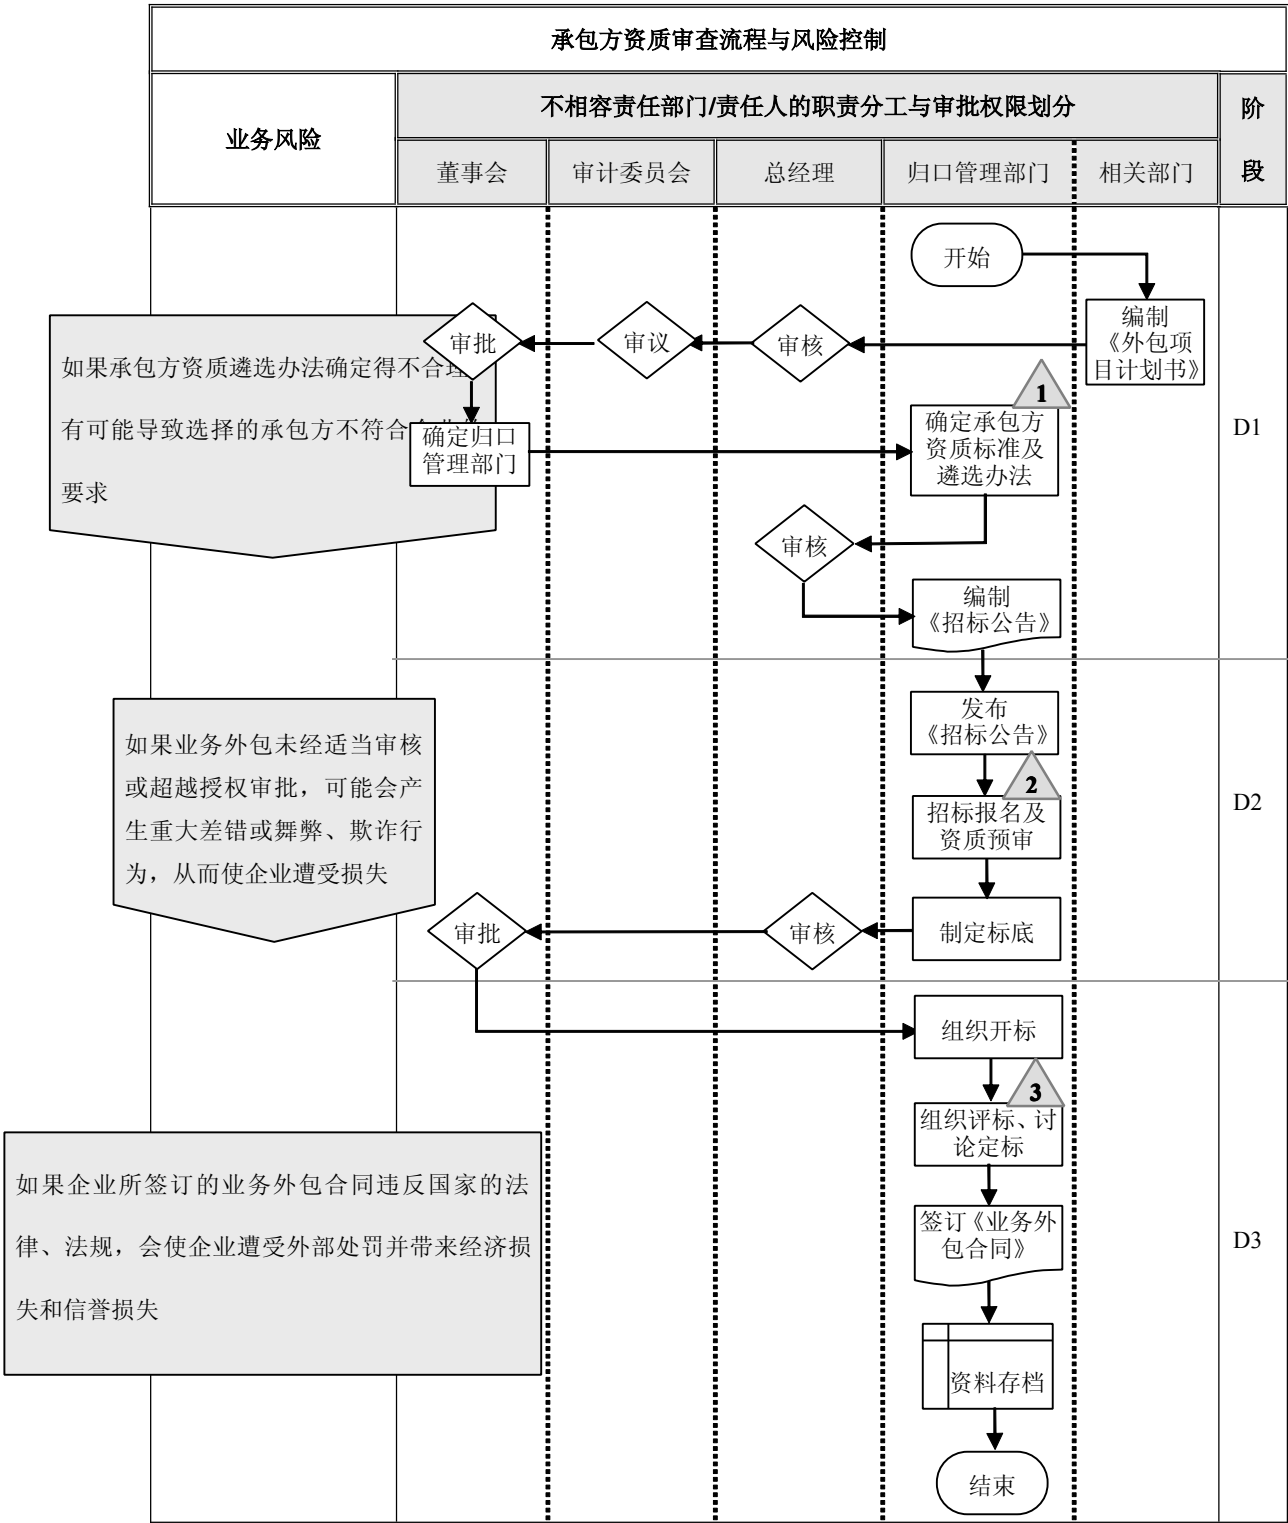 承包方资质审查流程与风险控制
业务风险
不相容责任部门/责任人的职责分工与审批权限划分
阶
段
董事会
审计委员会
总经理
归口管理部门
相关部门
开始
编制
《外包项
目计划书》
审核
审议
审批
如果承包方资质遴选办法确定得不合理
有可能导致选择的承包方不符合
要求
确定归口
管理部门
1
确定承包方
资质标准及
遴选办法
D1
审核
编制
《招标公告》
如果业务外包未经适当审核
或超越授权审批，可能会产
生重大差错或舞弊、欺诈行
为，从而使企业遭受损失
发布
《招标公告》
2
招标报名及
资质预审
D2
制定标底
审核
审批
组织开标
3
组织评标、讨
论定标
如果企业所签订的业务外包合同违反国家的法
律、法规，会使企业遭受外部处罚并带来经济损
失和信誉损失
签订《业务外
包合同》
D3
资料存档
结束